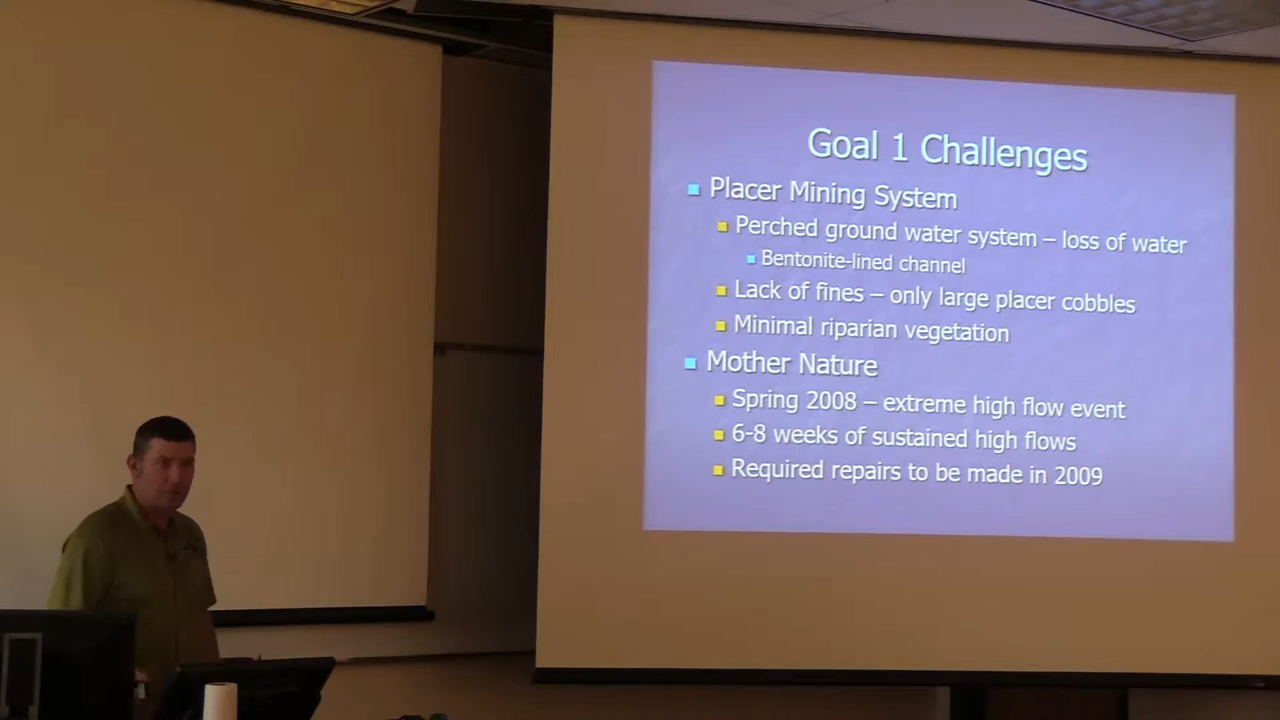 Goal 1 Challenges
Placer Mining System
Perched ground water system – loss of water
Bentonite-lined channel
Lack of fines – only large placer cobbles
Minimal riparian vegetation
Mother Nature
Spring 2008 – extreme high flow event
6-8 weeks of sustained high flows
Required repairs to be made in 2009